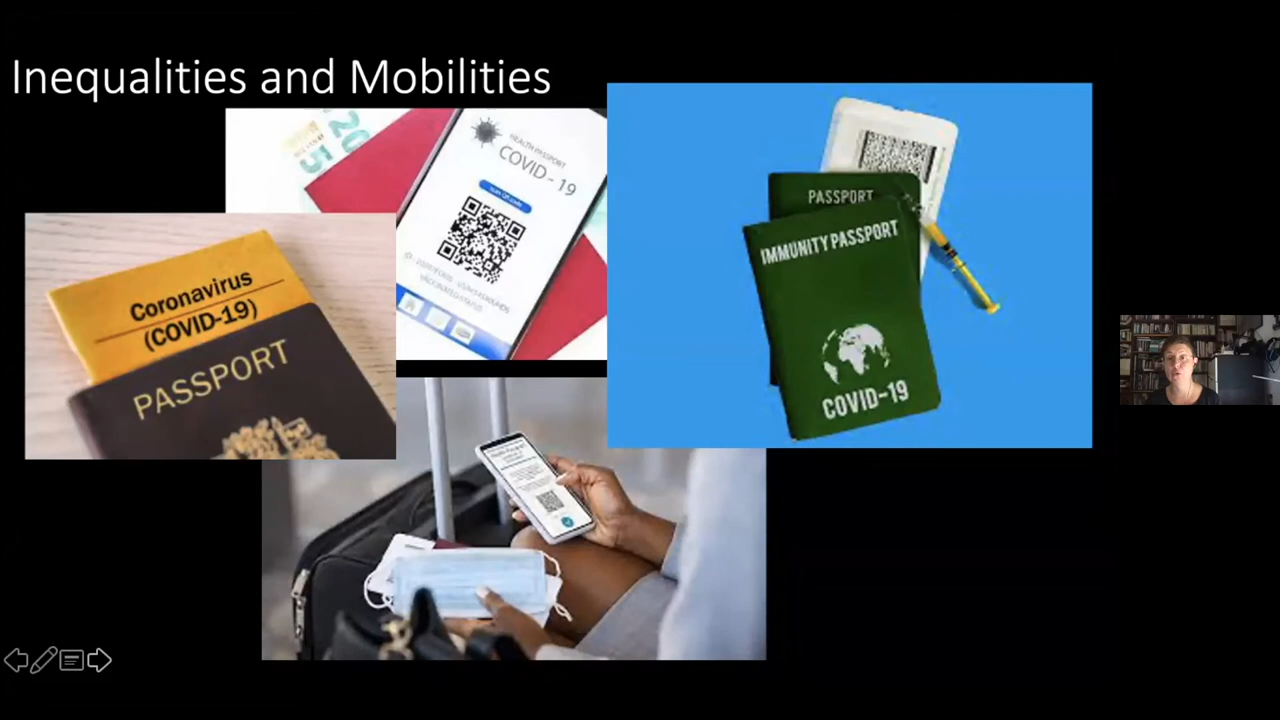 Inequalities and Mobilities
HEALTH PASSPORT
COVID - 19
Coronavirus
(COVID-19)
PASSPORT
PASSPORT
IMMUNITY PASSPORT
COVID-19